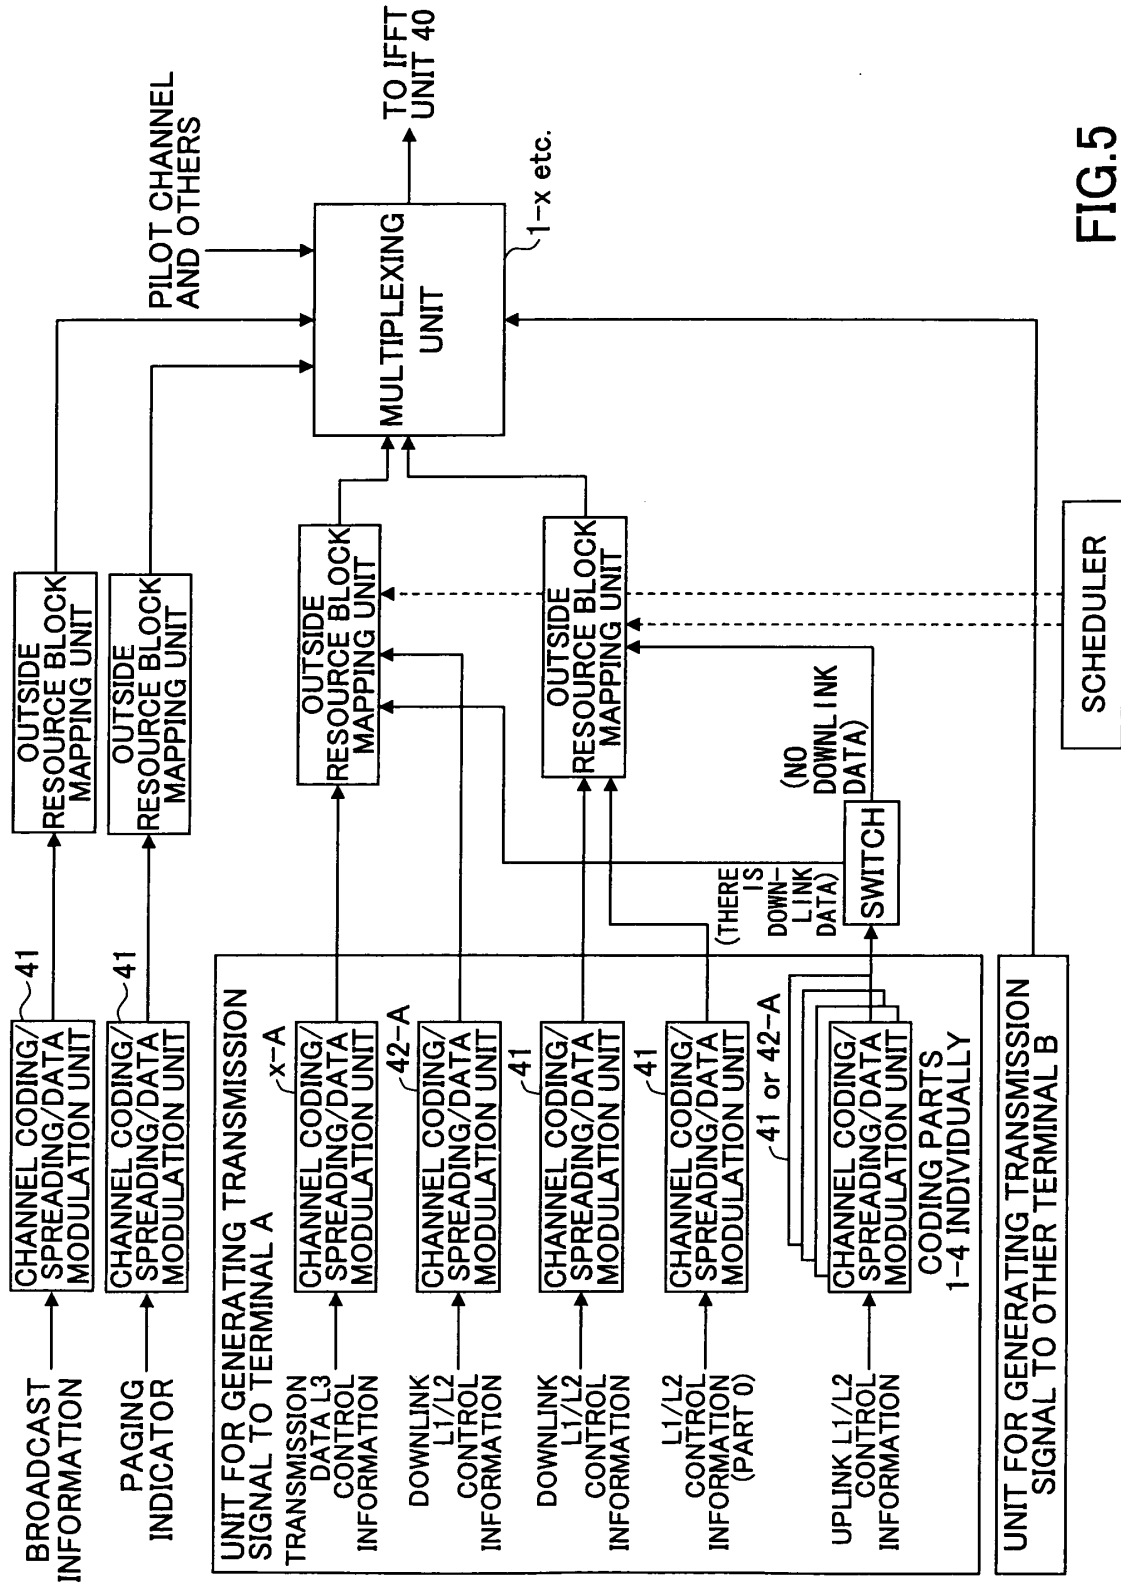 BROADCAST
INFORMATION
CHANNEL CODING/
SPREADING/DATA
MODULATION UNIT
41
OUTSIDE
RESOURCE BLOCK
MAPPING UNIT
PAGING
INDICATOR
CHANNEL CODING/
SPREADING/DATA
MODULATION UNIT
41
OUTSIDE
RESOURCE BLOCK
MAPPING UNIT
PILOT CHANNEL
AND OTHERS
UNIT FOR GENERATING TRANSMISSION
SIGNAL TO TERMINAL A
TRANSMISSION
DATA L3
CONTROL
INFORMATION
CHANNEL CODING/
SPREADING/DATA
MODULATION UNIT
x-A
OUTSIDE
RESOURCE BLOCK
MAPPING UNIT
MULTIPLEXING
UNIT
1-x etc.
TO IFFT
UNIT 40
DOWNLINK
L1/L2
CONTROL
INFORMATION
CHANNEL CODING/
SPREADING/DATA
MODULATION UNIT
42-A
DOWNLINK
L1/L2
CONTROL
INFORMATION
CHANNEL CODING/
SPREADING/DATA
MODULATION UNIT
41
OUTSIDE
RESOURCE BLOCK
MAPPING UNIT
L1/L2
CONTROL
INFORMATION
(PART 0)
CHANNEL CODING/
SPREADING/DATA
MODULATION UNIT
41
(THERE
IS
DOWN-
LINK
DATA)
(NO
DOWNLINK
DATA)
UPLINK L1/L2
CONTROL
INFORMATION
41 or 42-A
CHANNEL CODING/
SPREADING/DATA
MODULATION UNIT
CODING PARTS
1-4 INDIVIDUALLY
SWITCH
UNIT FOR GENERATING TRANSMISSION
SIGNAL TO OTHER TERMINAL B
SCHEDULER
FIG.5